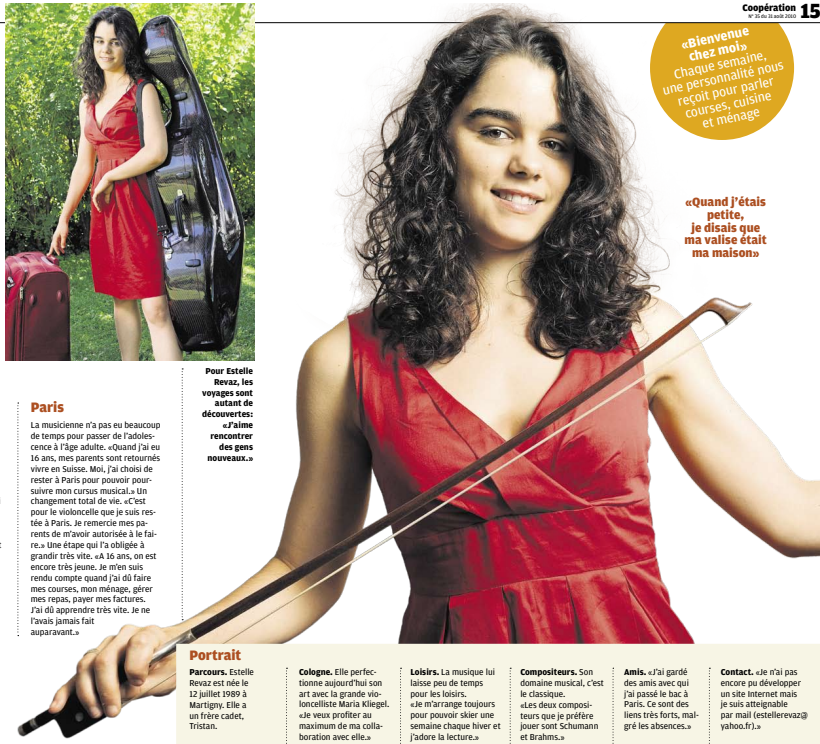 Coopération 15
N° 35 du 31 août 2010
«Bienvenue
chez moi»
Chaque semaine,
une personnalité nous
reçoit pour parler
courses, cuisine
et ménage
«Quand j'étais
petite,
je disais que
ma valise était
ma maison»
Pour Estelle
Revaz, les
voyages sont
autant de
découvertes:
«J'aime
rencontrer
des gens
nouveaux.»
Paris
La musicienne n'a pas eu beaucoup
de temps pour passer de l'adoles-
cence à l'âge adulte. «Quand j'ai eu
16 ans, mes parents sont retournés
vivre en Suisse. Moi, j'ai choisi de
rester à Paris pour pouvoir pour-
suivre mon cursus musical.» Un
changement total de vie. «C'est
pour le violoncelle que je suis res-
tée à Paris. Je remercie mes pa-
rents de m'avoir autorisée à le fai-
re.» Une étape qui l'a obligée à
grandir très vite. «A 16 ans, on est
encore très jeune. Je m'en suis
rendu compte quand j'ai dû faire
mes courses, mon ménage, gérer
mes repas, payer mes factures.
J'ai dû apprendre très vite. Je ne
l'avais jamais fait
auparavant.»
Portrait
Parcours. Estelle
Revaz est née le
12 juillet 1989 à
Martigny. Elle a
un frère cadet,
Tristan.
Cologne. Elle perfec-
tionne aujourd'hui son
art avec la grande vio-
loncelliste Maria Kliegel.
«Je veux profiter au
maximum de ma colla-
boration avec elle.»
Loisirs. La musique lui
laisse peu de temps
pour les loisirs.
«Je m'arrange toujours
pour pouvoir skier une
semaine chaque hiver et
j'adore la lecture.»
Compositeurs. Son
domaine musical, c'est
le classique.
«Les deux composi-
teurs que je préfère
jouer sont Schumann
et Brahms.»
Amis. «J'ai gardé
des amis avec qui
j'ai passé le bac à
Paris. Ce sont des
liens très forts, mal-
gré les absences.»
Contact. «Je n'ai pas
encore pu développer
un site Internet mais
je suis atteignable
par mail (estellerevaz@
yahoo.fr).»